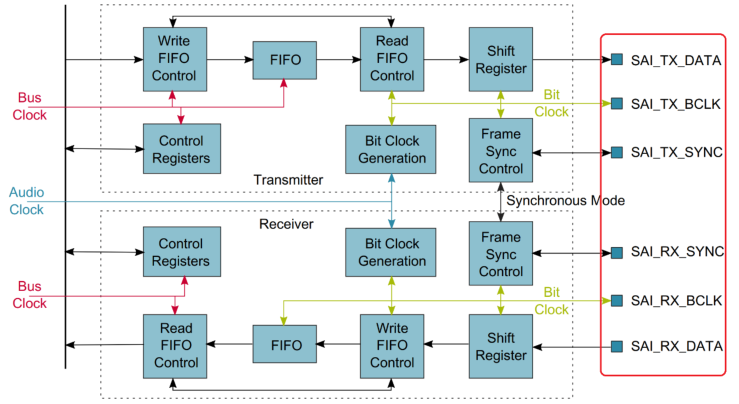 Write
FIFO
Control
FIFO
Read
FIFO
Control
Shift
Register
SAI_TX_DATA
Bus
Clock
Bit
Clock
SAI_TX_BCLK
Control
Registers
Bit Clock
Generation
Frame
Sync
Control
SAI_TX_SYNC
Transmitter
Audio
Clock
Synchronous Mode
Receiver
Control
Registers
Bit Clock
Generation
Frame
Sync
Control
SAI_RX_SYNC
Bus
Clock
Bit
Clock
SAI_RX_BCLK
Read
FIFO
Control
FIFO
Write
FIFO
Control
Shift
Register
SAI_RX_DATA